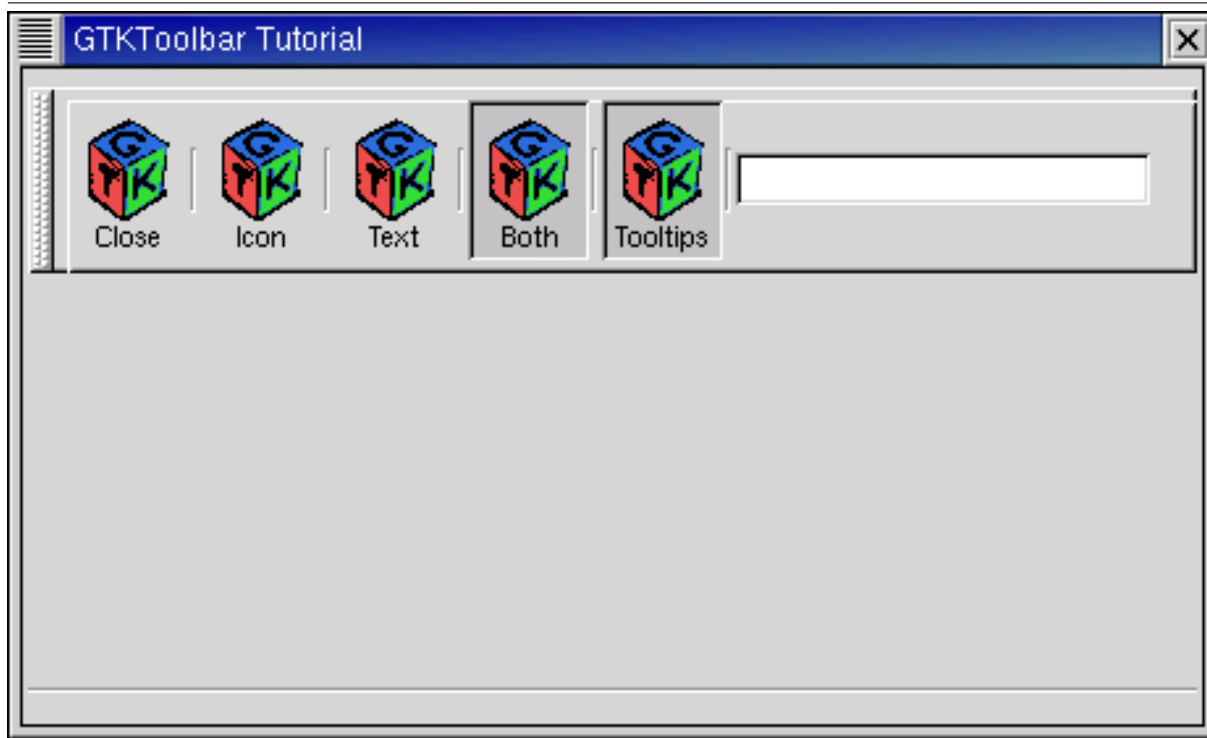 GTKToolbar Tutorial
G T K G T K G T K G T K G T K
Close Icon Text Both Tooltips